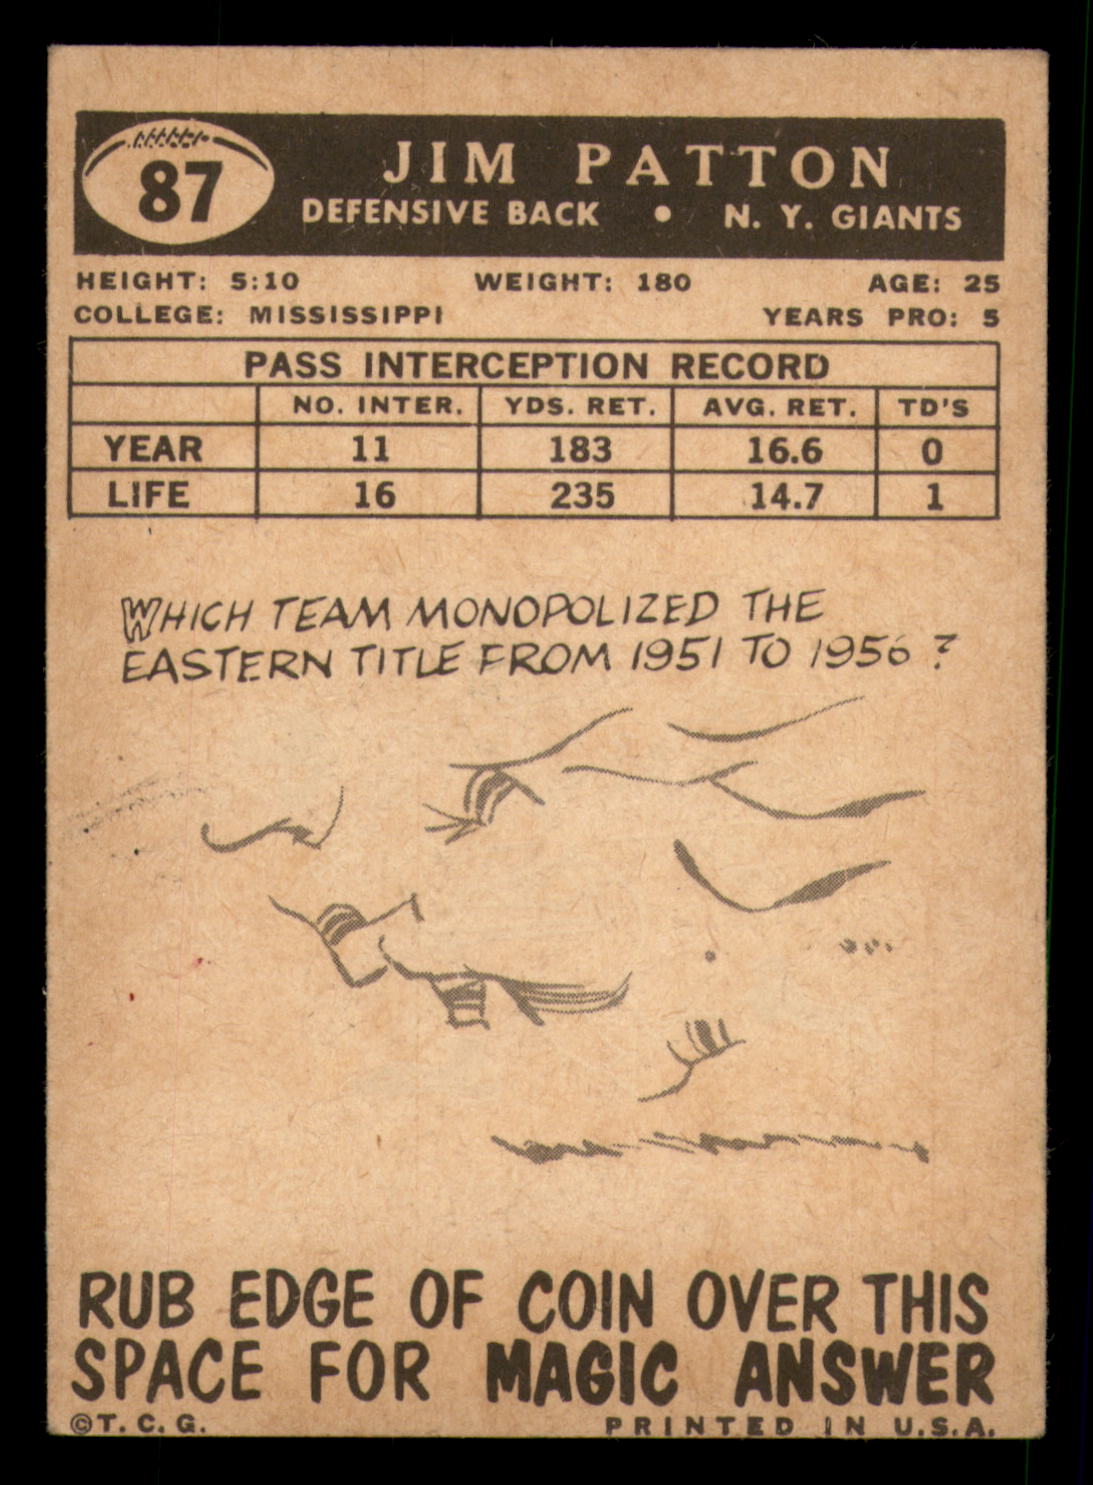 87
JIM PATTON
DEFENSIVE BACK • N. Y. GIANTS
HEIGHT: 5:10 WEIGHT: 180 AGE: 25
COLLEGE: MISSISSIPPI YEARS PRO: 5
PASS INTERCEPTION RECORD
NO. INTER. YDS. RET. AVG. RET. TD'S
YEAR 11 183 16.6 0
LIFE 16 235 14.7 1
WHICH TEAM MONOPOLIZED THE
EASTERN TITLE FROM 1951 TO 1956?
RUB EDGE OF COIN OVER THIS
SPACE FOR MAGIC ANSWER
©T. C. G. PRINTED IN U.S.A.